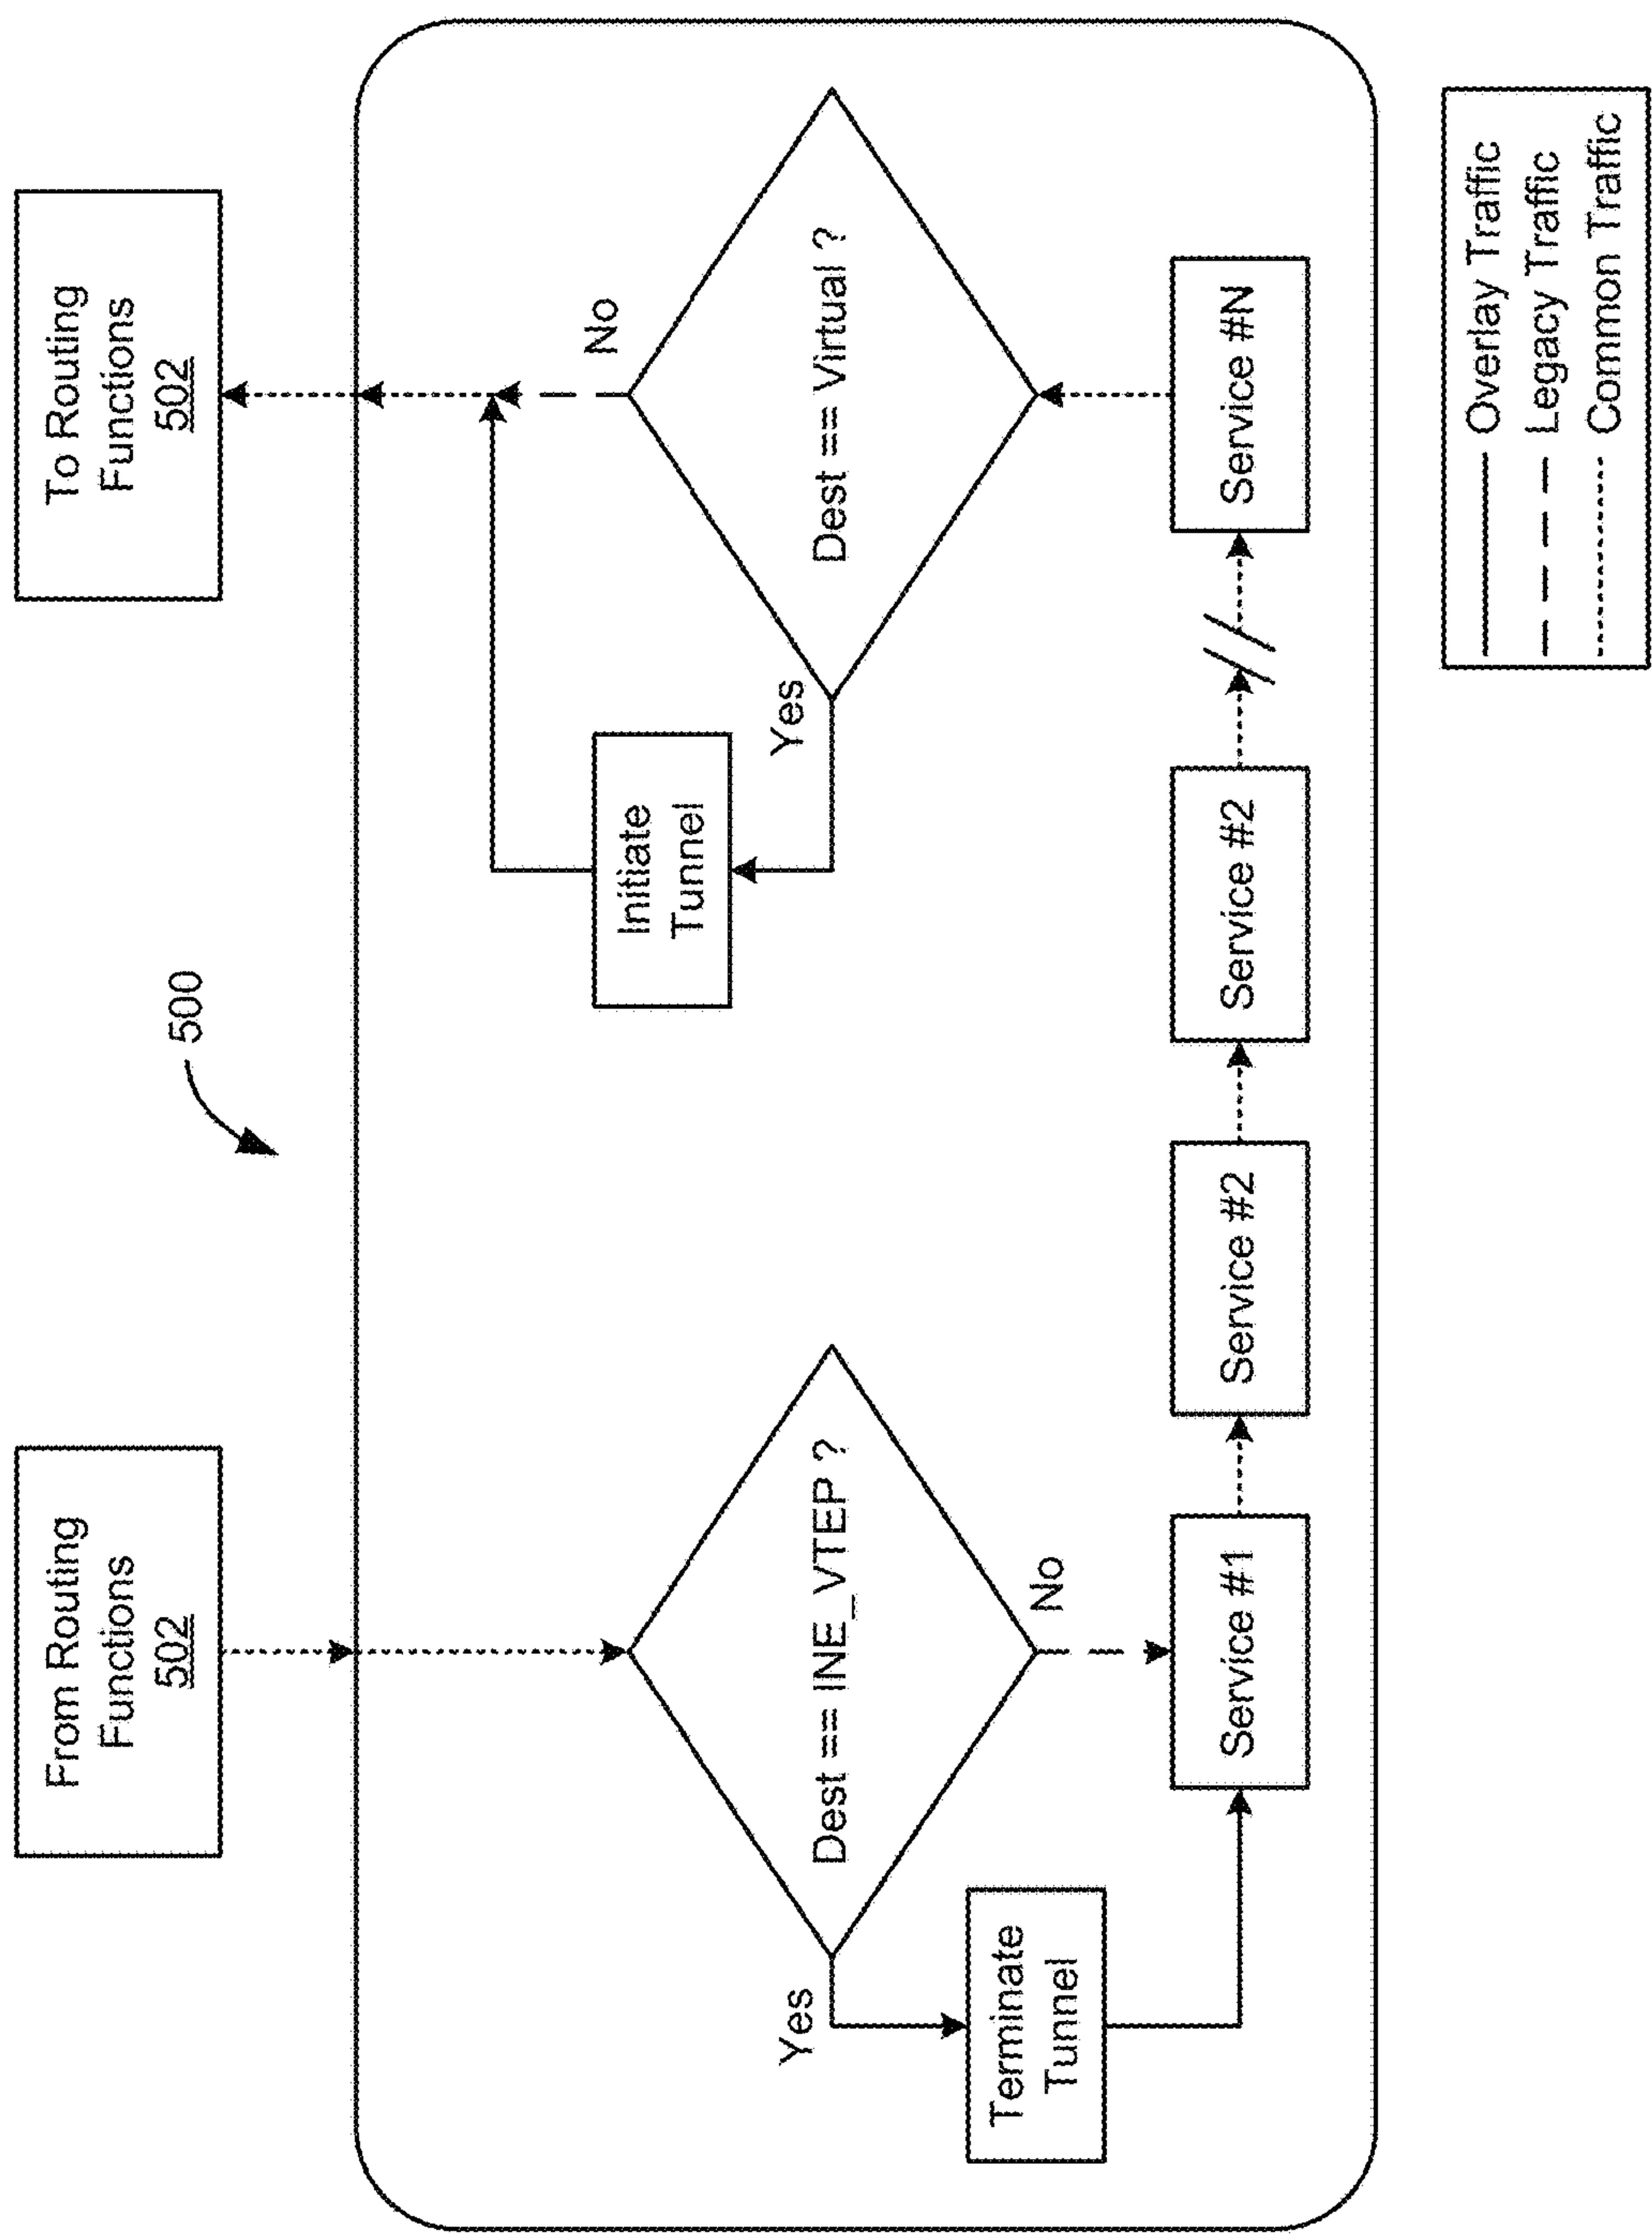 500
From Routing
Functions
502
To Routing
Functions
502
Dest == INE_VTEP ?
Yes
No
Terminate
Tunnel
Service #1
Service #2
Service #2
Service #N
Dest == Virtual ?
Yes
No
Initiate
Tunnel
Overlay Traffic
Legacy Traffic
Common Traffic